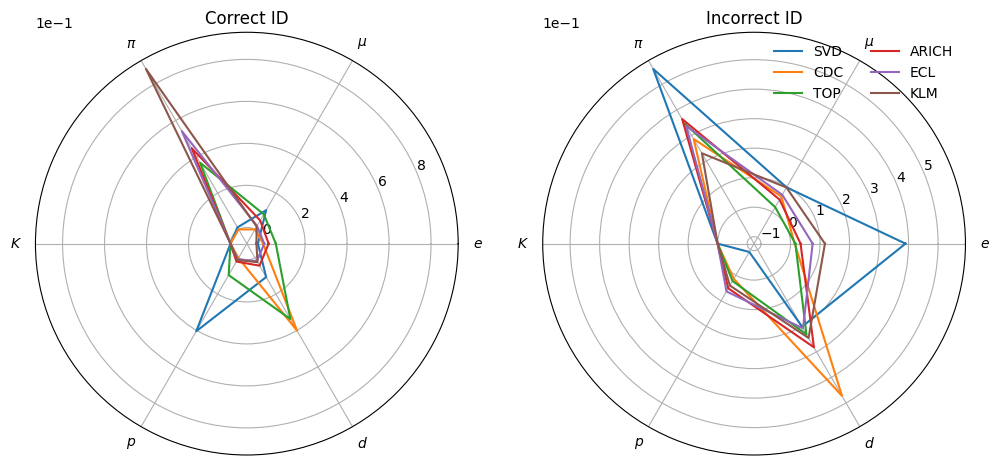 Correct ID
1e−1
e
μ
π
K
p
d
0
2
4
6
8
Incorrect ID
1e−1
e
μ
π
K
p
d
−1
0
1
2
3
4
5
SVD
CDC
TOP
ARICH
ECL
KLM